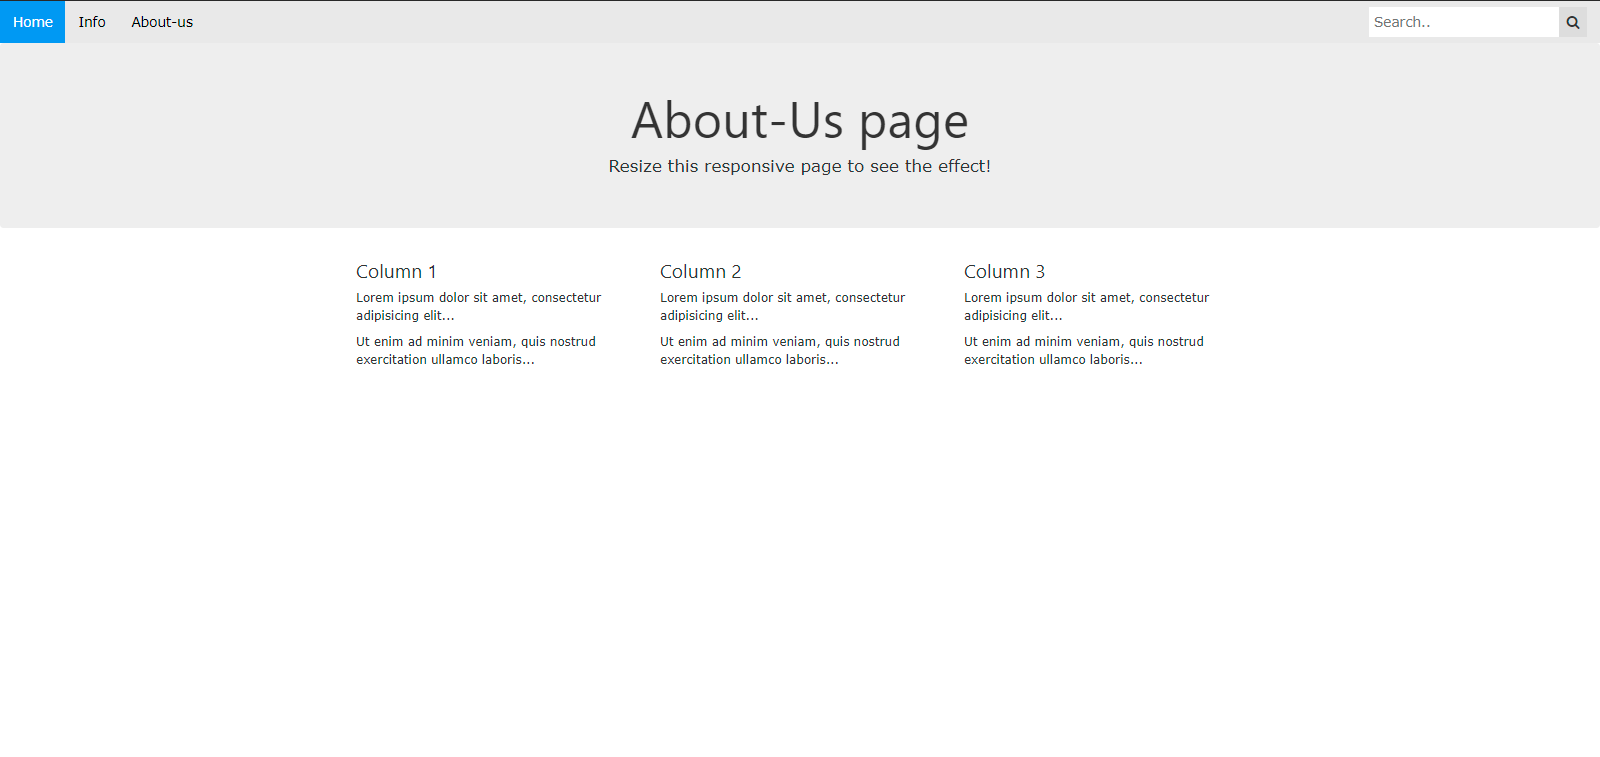 Home Info About-us Search..
About-Us page
Resize this responsive page to see the effect!
Column 1
Lorem ipsum dolor sit amet, consectetur
adipisicing elit...
Ut enim ad minim veniam, quis nostrud
exercitation ullamco laboris...
Column 2
Lorem ipsum dolor sit amet, consectetur
adipisicing elit...
Ut enim ad minim veniam, quis nostrud
exercitation ullamco laboris...
Column 3
Lorem ipsum dolor sit amet, consectetur
adipisicing elit...
Ut enim ad minim veniam, quis nostrud
exercitation ullamco laboris...